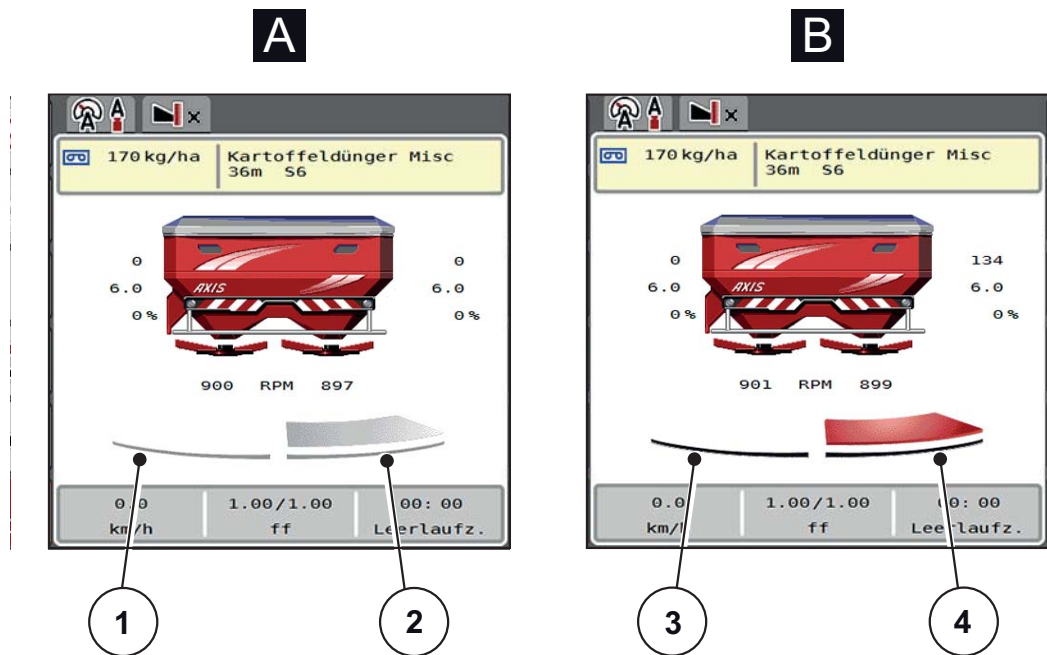 A
A
A
x
170 kg/ha
Kartoffeldünger Misc
36m S6
0
0
6.0
AXIS
6.0
0 %
0 %
900 RPM 897
0.0
km/h
1.00/1.00
ff
00:00
Leerlaufz.
1
2
B
A
A
x
170 kg/ha
Kartoffeldünger Misc
36m S6
0
134
6.0
AXIS
6.0
0 %
0 %
901 RPM 899
0.0
km/h
1.00/1.00
ff
00:00
Leerlaufz.
3
4